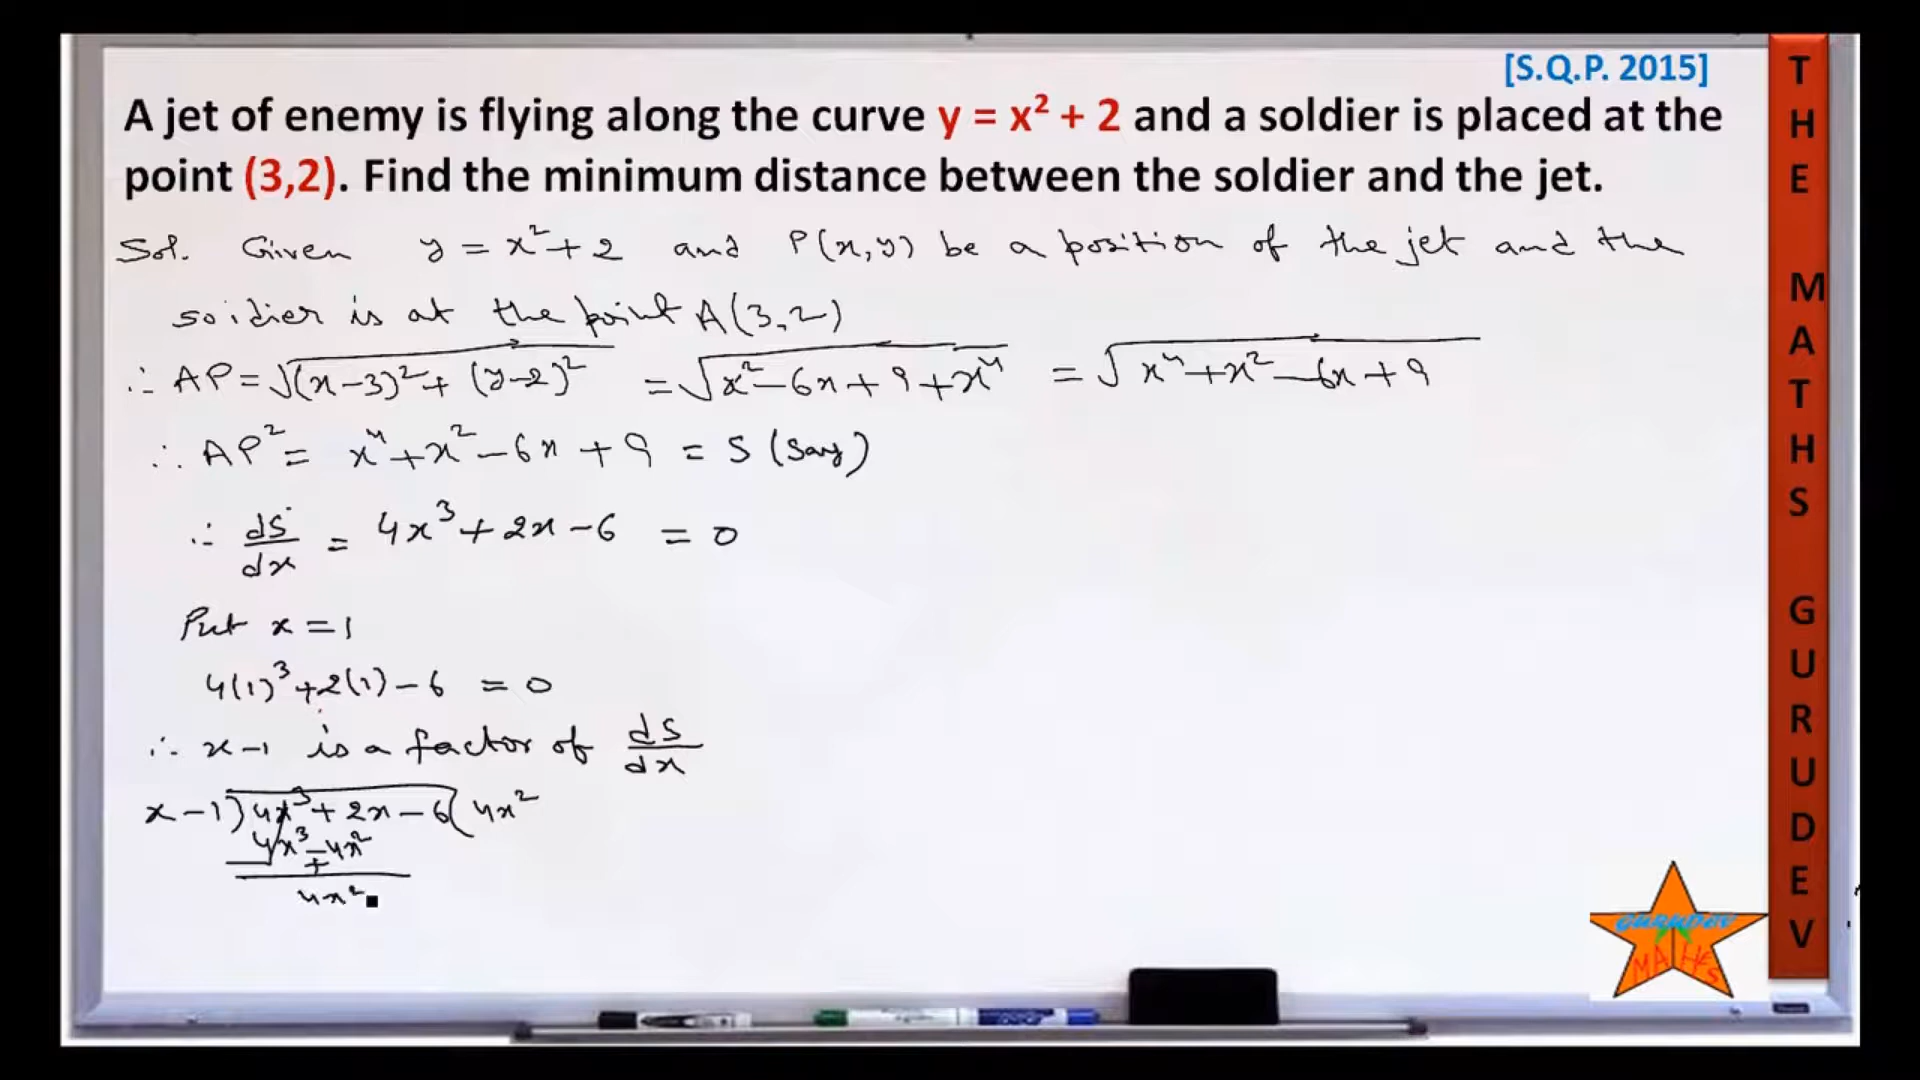 [S.Q.P. 2015]
A jet of enemy is flying along the curve y = x² + 2 and a soldier is placed at the
point (3,2). Find the minimum distance between the soldier and the jet.
Sol. Given y = x² + 2 and P(x,y) be a position of the jet and the
soldier is at the point A(3,2)
∴ AP = √(x-3)² + (y-2)² = √x² - 6x + 9 + x⁴ = √x⁴ + x² - 6x + 9
∴ AP² = x⁴ + x² - 6x + 9 = S (Say)
∴ dS/dx = 4x³ + 2x - 6 = 0
Put x = 1
4(1)³ + 2(1) - 6 = 0
∴ x-1 is a factor of dS/dx
x - 1) 4x³ + 2x - 6 ( 4x²
4x³ - 4x²
- +
4x²
THE MATHS GURUDEV
GURUDEV
MATHS